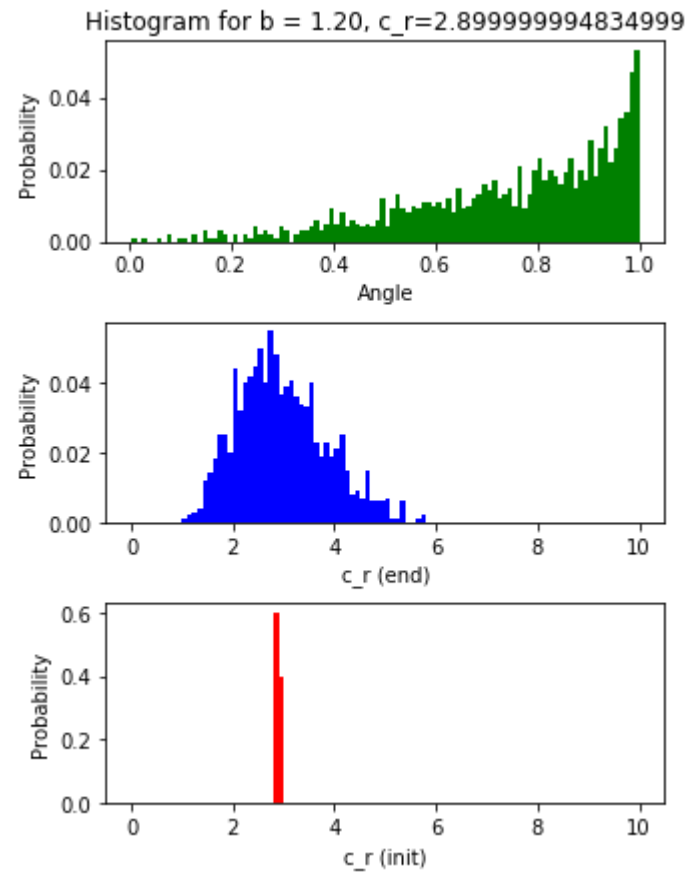 Histogram for b = 1.20, c_r=2.899999994834999
Probability
0.04
0.02
0.00
0.0 0.2 0.4 0.6 0.8 1.0
Angle
Probability
0.04
0.02
0.00
0 2 4 6 8 10
c_r (end)
Probability
0.6
0.4
0.2
0.0
0 2 4 6 8 10
c_r (init)